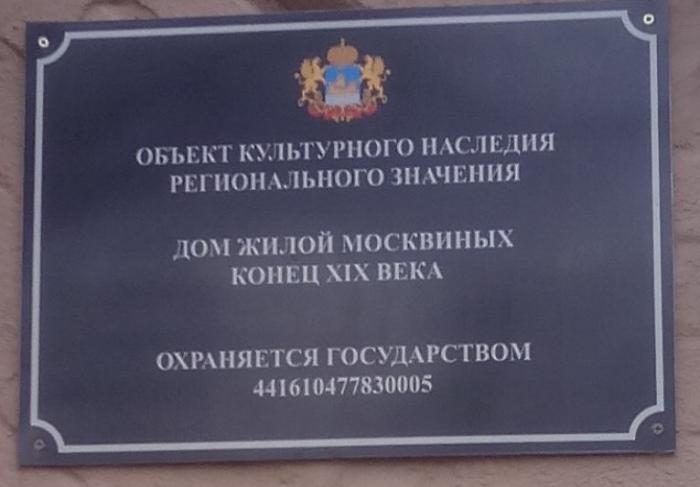 ОБЪЕКТ КУЛЬТУРНОГО НАСЛЕДИЯ
РЕГИОНАЛЬНОГО ЗНАЧЕНИЯ
ДОМ ЖИЛОЙ МОСКВИНЫХ
КОНЕЦ XIX ВЕКА
ОХРАНЯЕТСЯ ГОСУДАРСТВОМ
441610477830005